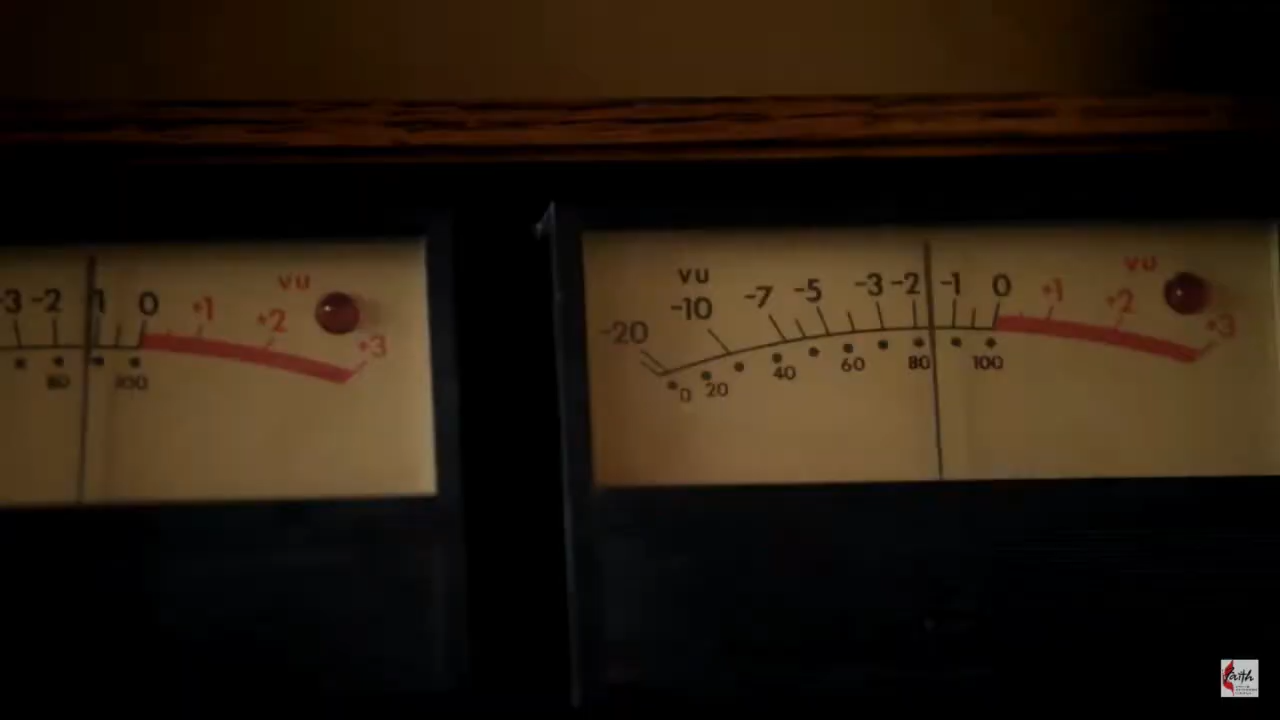 -3 -2 1 0 +1 vu +2 +3
80 100
vu
-20 -10 -7 -5 -3 -2 -1 0 +1 vu +2 +3
0 20 40 60 80 100
faith